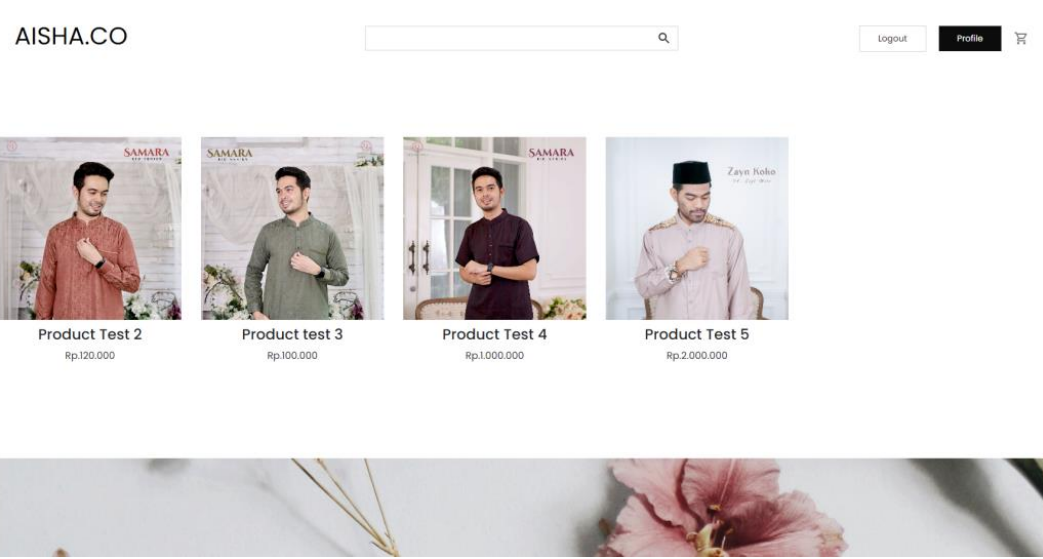 AISHA.CO
Logout
Profile
SAMARA
SAMARA
SAMARA
Zayn Koko
Product Test 2
Product test 3
Product Test 4
Product Test 5
Rp.120.000
Rp.100.000
Rp.1.000.000
Rp.2.000.000